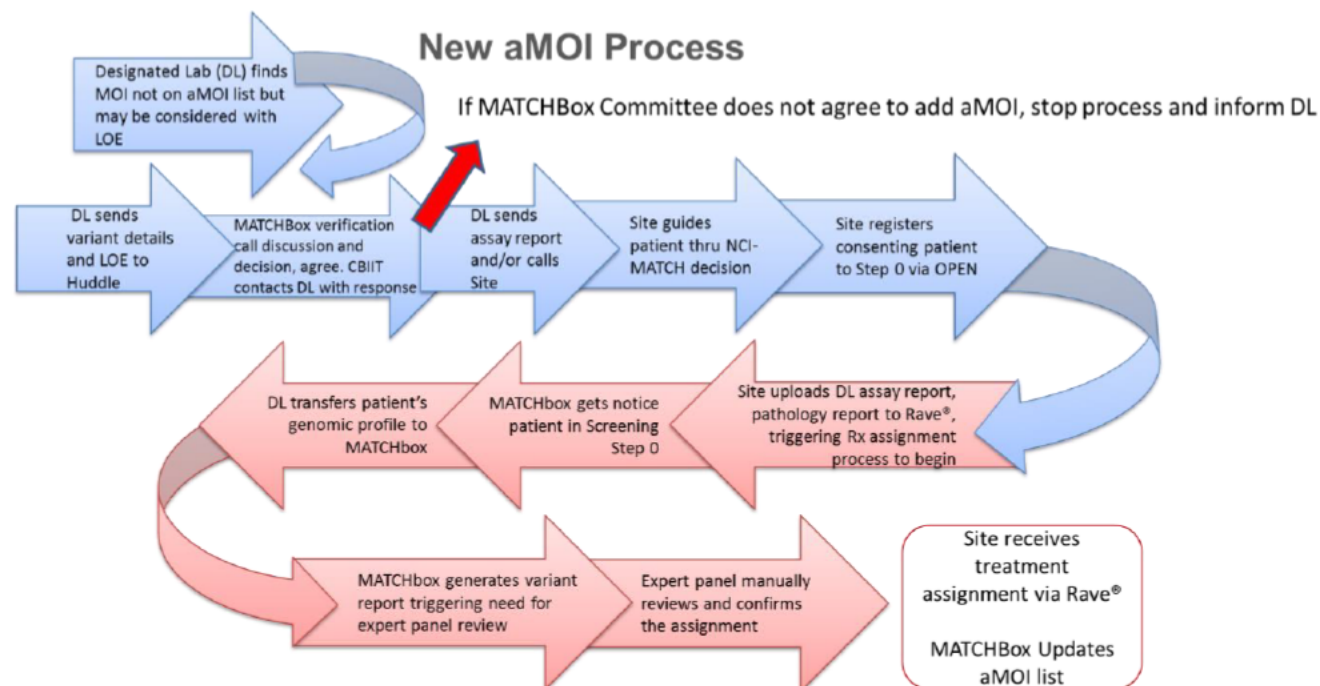 New aMOI Process
Designated Lab (DL) finds
MOI not on aMOI list but
may be considered with
LOE
If MATCHBox Committee does not agree to add aMOI, stop process and inform DL
DL sends
variant details
and LOE to
Huddle
MATCHBox verification
call discussion and
decision, agree. CBIIT
contacts DL with response
DL sends
assay report
and/or calls
Site
Site guides
patient thru NCI-
MATCH decision
Site registers
consenting patient
to Step 0 via OPEN
Site uploads DL assay report,
pathology report to Rave®,
triggering Rx assignment
process to begin
MATCHbox gets notice
patient in Screening
Step 0
DL transfers patient's
genomic profile to
MATCHbox
MATCHbox generates variant
report triggering need for
expert panel review
Expert panel manually
reviews and confirms
the assignment
Site receives
treatment
assignment via Rave®
MATCHBox Updates
aMOI list